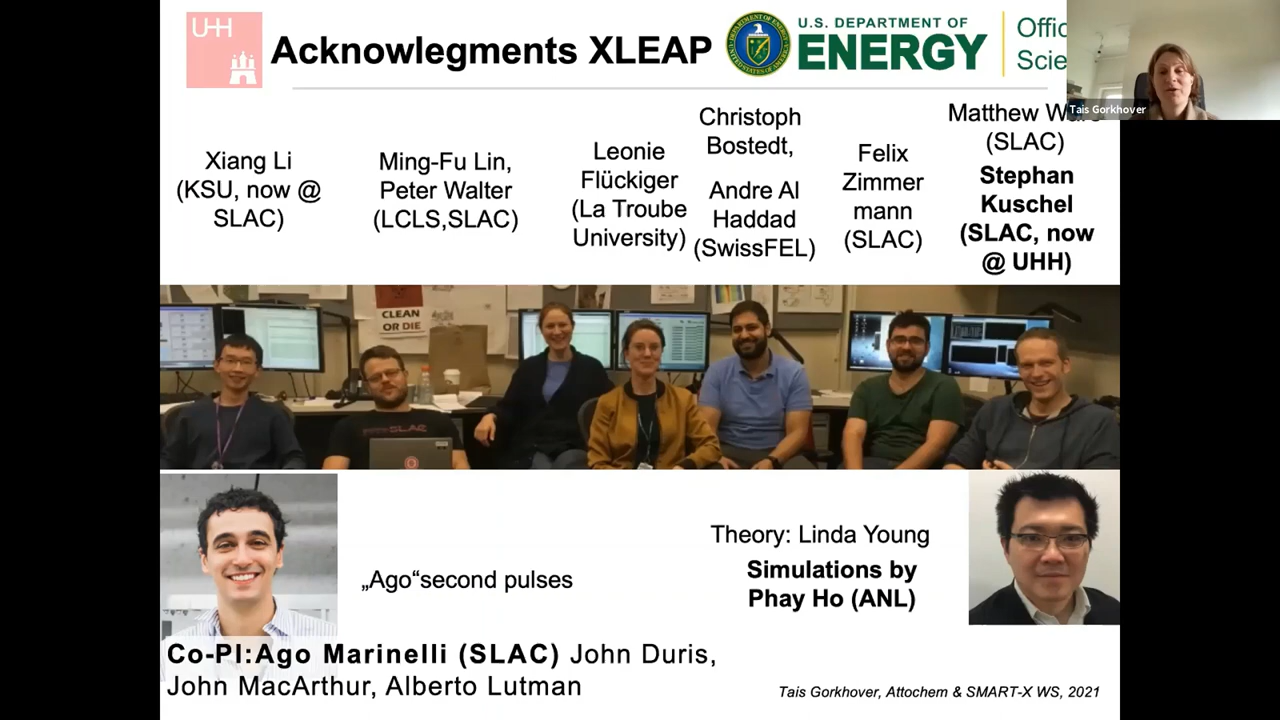 UHH
Acknowlegments XLEAP
U.S. DEPARTMENT OF
ENERGY
Offic
Scie
Tais Gorkhover
Xiang Li
(KSU, now @
SLAC)
Ming-Fu Lin,
Peter Walter
(LCLS,SLAC)
Leonie
Flückiger
(La Troube
University)
Christoph
Bostedt,
Andre Al
Haddad
(SwissFEL)
Felix
Zimmer
mann
(SLAC)
Matthew
(SLAC)
Stephan
Kuschel
(SLAC, now
@ UHH)
CLEAN
OR DIE
SLAC
„Ago“second pulses
Theory: Linda Young
Simulations by
Phay Ho (ANL)
Co-PI:Ago Marinelli (SLAC) John Duris,
John MacArthur, Alberto Lutman
Tais Gorkhover, Attochem & SMART-X WS, 2021